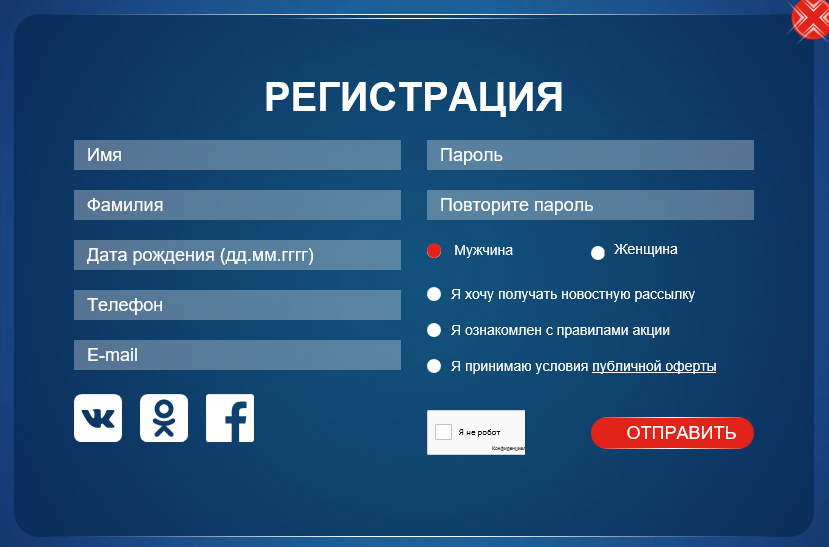 РЕГИСТРАЦИЯ
Имя
Фамилия
Дата рождения (дд.мм.гггг)
Телефон
E-mail
Пароль
Повторите пароль
Мужчина
Женщина
Я хочу получать новостную рассылку
Я ознакомлен с правилами акции
Я принимаю условия публичной оферты
Я не робот
ОТПРАВИТЬ